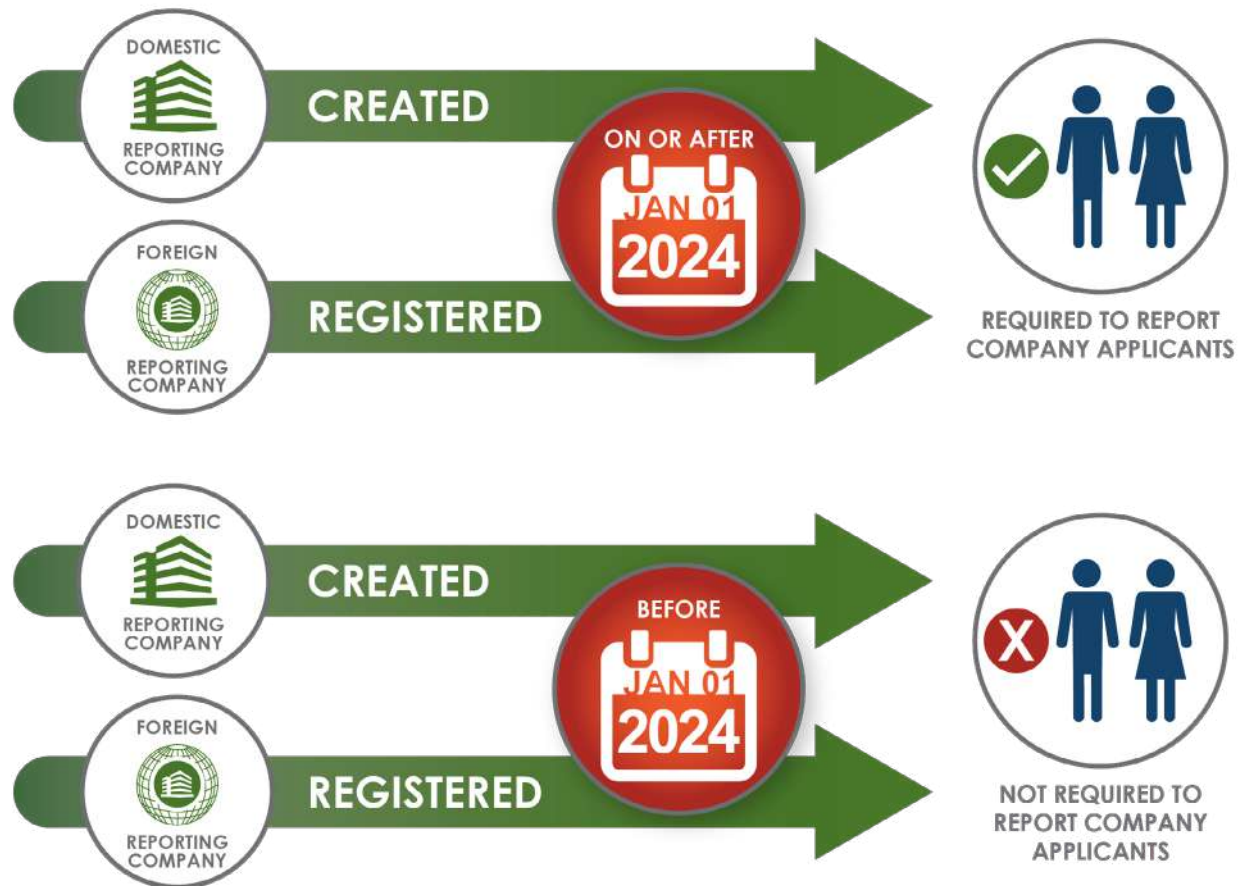 DOMESTIC
REPORTING
COMPANY
CREATED
ON OR AFTER
JAN 01
2024
FOREIGN
REPORTING
COMPANY
REGISTERED
REQUIRED TO REPORT
COMPANY APPLICANTS
DOMESTIC
REPORTING
COMPANY
CREATED
BEFORE
JAN 01
2024
FOREIGN
REPORTING
COMPANY
REGISTERED
X
NOT REQUIRED TO
REPORT COMPANY
APPLICANTS